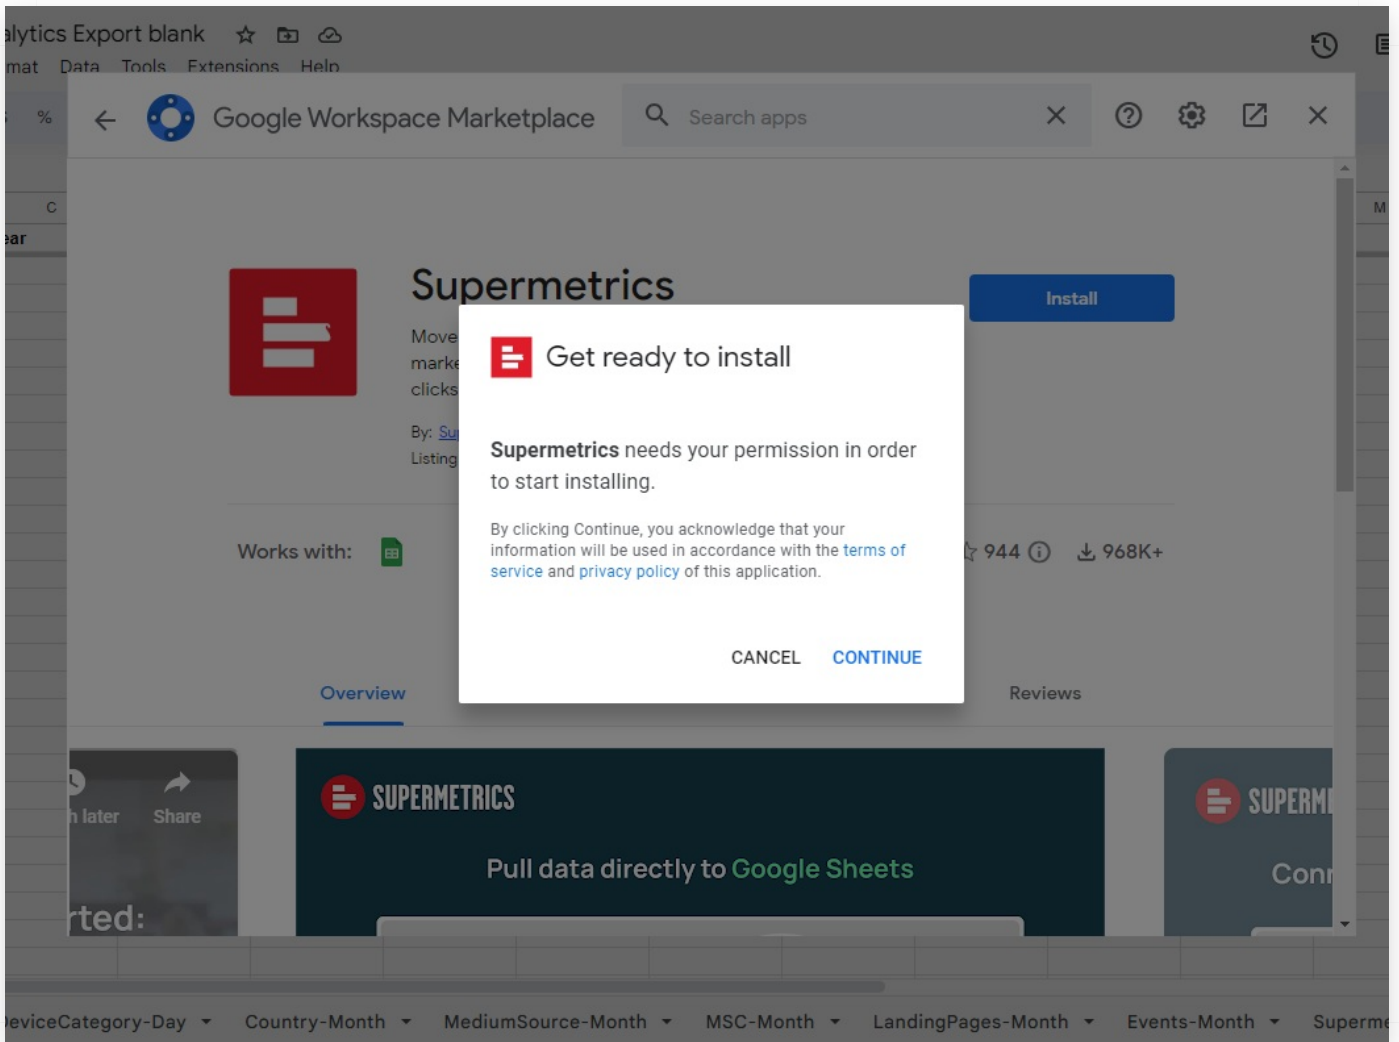 alytics Export blank
mat Data Tools Extensions Help
%
Google Workspace Marketplace
Search apps
C
M
ear
Supermetrics
Install
Move
marke
clicks
By: Su
Listing
Get ready to install
Supermetrics needs your permission in order
to start installing.
By clicking Continue, you acknowledge that your
information will be used in accordance with the terms of
service and privacy policy of this application.
CANCEL CONTINUE
Works with:
944
968K+
Overview
Reviews
h later
Share
rted:
SUPERMETRICS
Pull data directly to Google Sheets
SUPERM
Conn
DeviceCategory-Day Country-Month MediumSource-Month MSC-Month LandingPages-Month Events-Month Superme